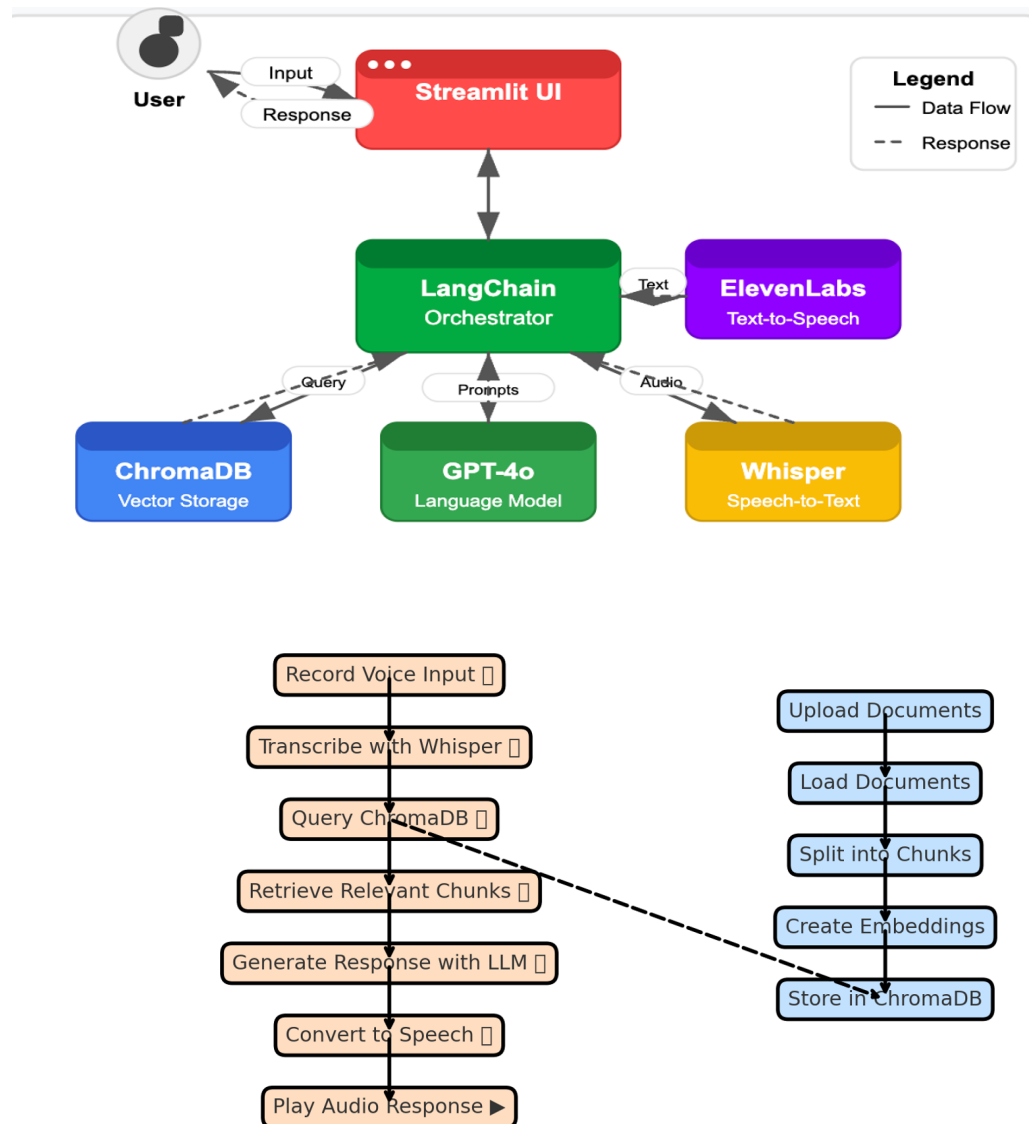 Input
Response
User
Streamlit UI
Legend
Data Flow
Response
LangChain
Orchestrator
Text
ElevenLabs
Text-to-Speech
Query
Prompts
Audio
ChromaDB
Vector Storage
GPT-4o
Language Model
Whisper
Speech-to-Text
Record Voice Input
Transcribe with Whisper
Query ChromaDB
Retrieve Relevant Chunks
Generate Response with LLM
Convert to Speech
Play Audio Response ▶
Upload Documents
Load Documents
Split into Chunks
Create Embeddings
Store in ChromaDB